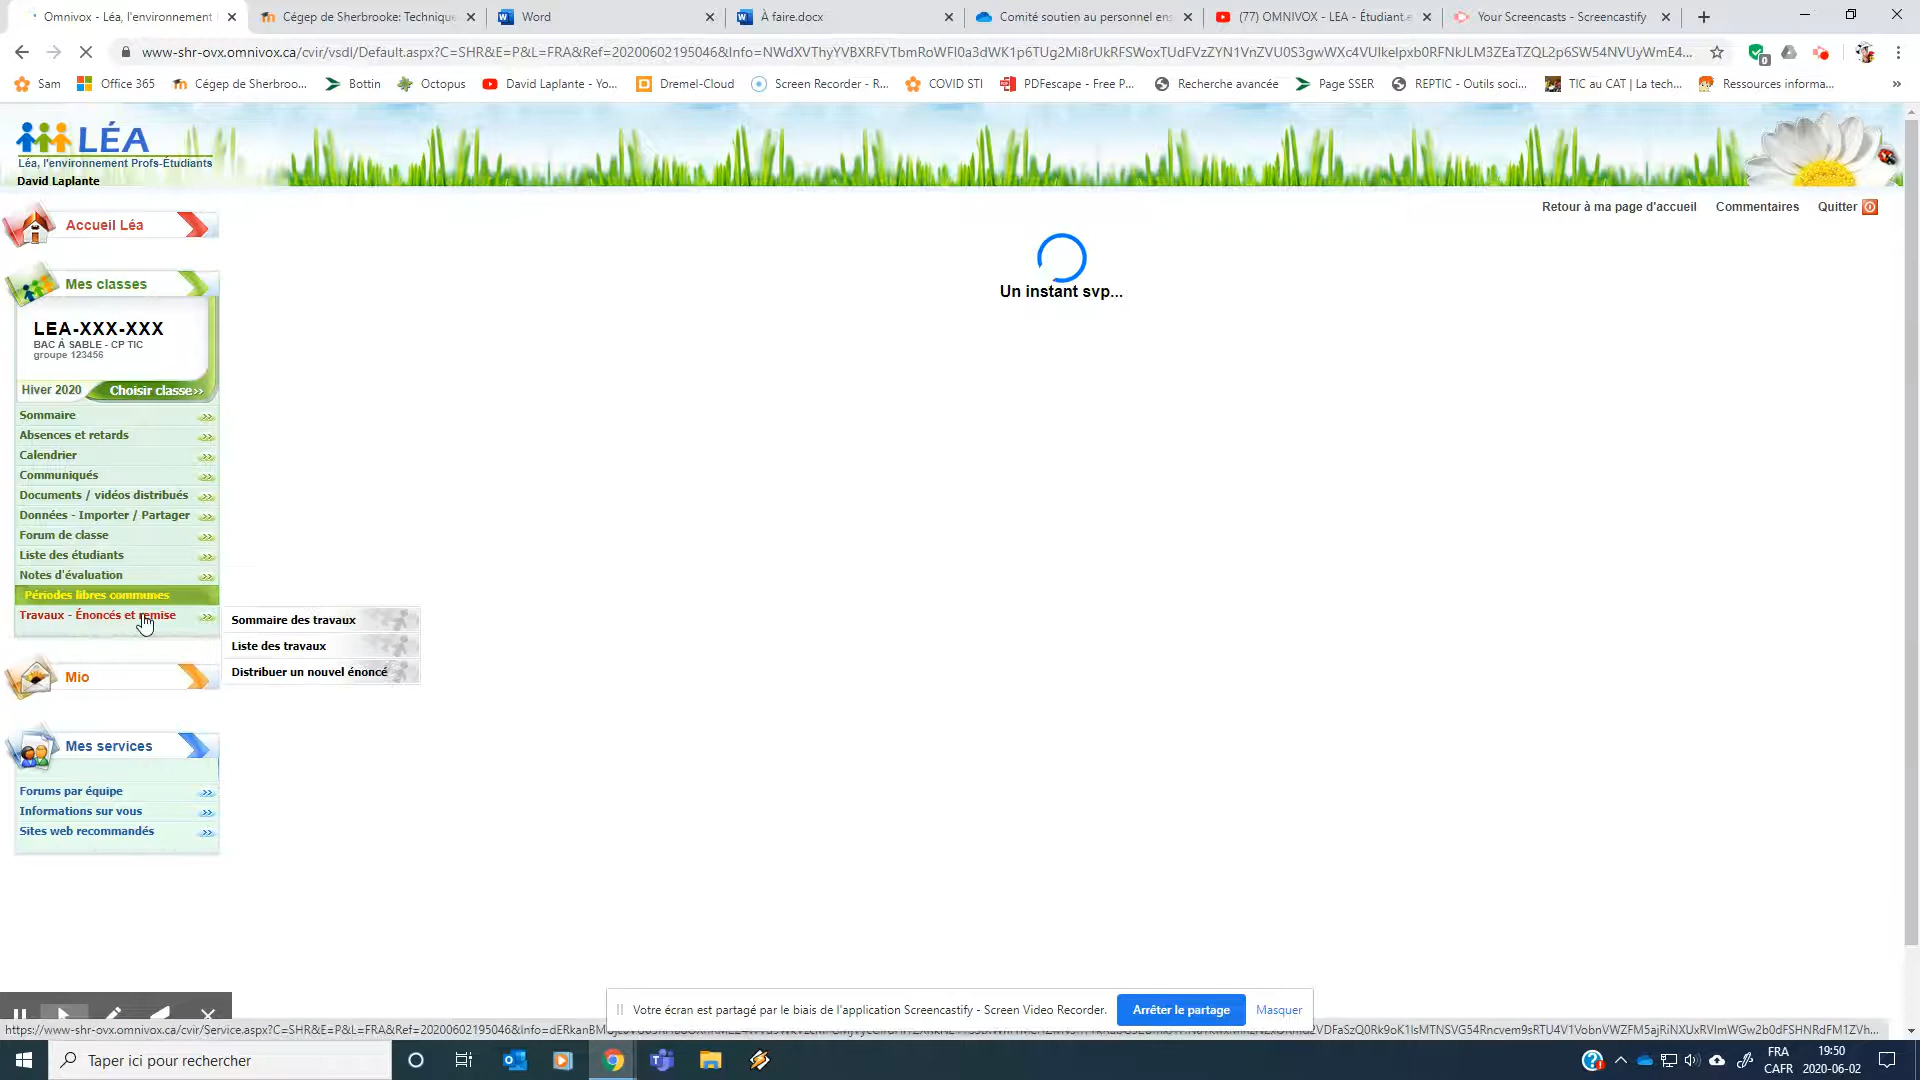 Omnivox - Léa, l'environnement
Cégep de Sherbrooke: Technique
Word
À faire.docx
Comité soutien au personnel ens
(77) OMNIVOX - LEA - Étudiant.e
Your Screencasts - Screencastify
Sam
Office 365
Cégep de Sherbroo...
Bottin
Octopus
David Laplante - Yo...
Dremel-Cloud
Screen Recorder - R...
COVID STI
PDFescape - Free P...
Recherche avancée
Page SSER
REPTIC - Outils soci...
TIC au CAT | La tech...
Ressources informa...
»
LÉA
Léa, l'environnement Profs-Étudiants
David Laplante
Retour à ma page d'accueil
Commentaires
Quitter
Accueil Léa
Un instant svp...
Mes classes
LEA-XXX-XXX
BAC À SABLE - CP TIC
groupe 123456
Hiver 2020
Choisir classe>>
Sommaire
Absences et retards
Calendrier
Communiqués
Documents / vidéos distribués
Données - Importer / Partager
Forum de classe
Liste des étudiants
Notes d'évaluation
Périodes libres communes
Travaux - Énoncés et remise
Sommaire des travaux
Liste des travaux
Distribuer un nouvel énoncé
Mio
Mes services
Forums par équipe
Informations sur vous
Sites web recommandés
Votre écran est partagé par le biais de l'application Screencastify - Screen Video Recorder.
Arrêter le partage
Masquer
Taper ici pour rechercher
FRA
CAFR
19:50
2020-06-02